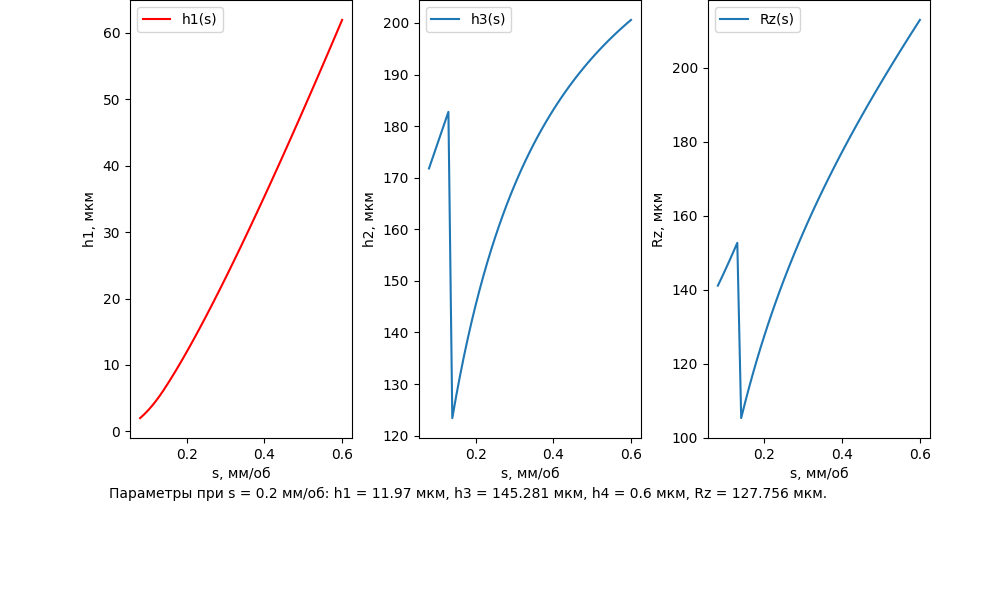 h1(s)
60
50
40
30
20
10
0
h1, мкм
0.2 0.4 0.6
s, мм/об
h3(s)
200
190
180
170
160
150
140
130
120
h2, мкм
0.2 0.4 0.6
s, мм/об
Rz(s)
200
180
160
140
120
100
Rz, мкм
0.2 0.4 0.6
s, мм/об
Параметры при s = 0.2 мм/об: h1 = 11.97 мкм, h3 = 145.281 мкм, h4 = 0.6 мкм, Rz = 127.756 мкм.